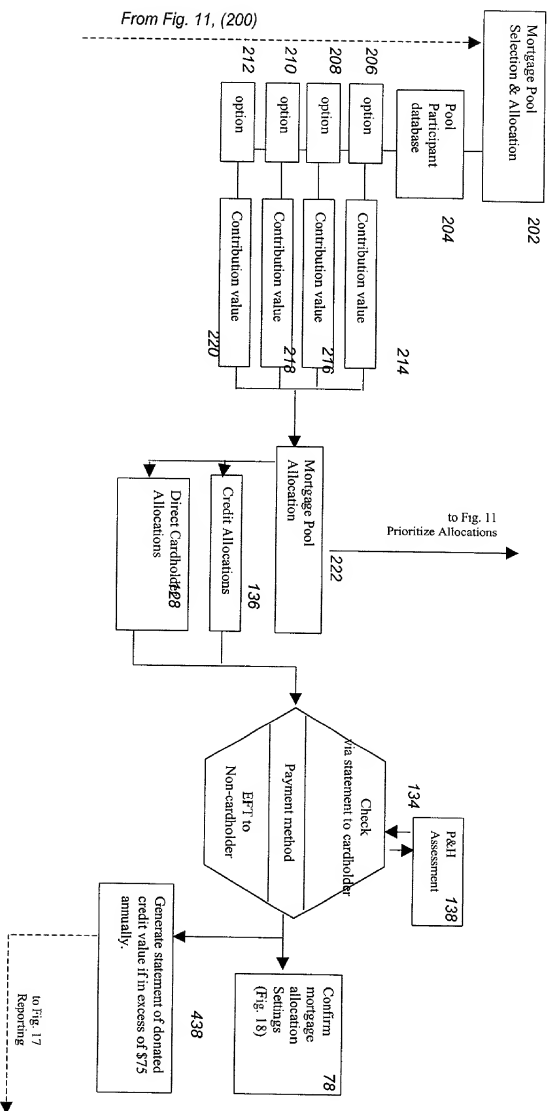 From Fig. 11, (200)
Mortgage Pool
Selection & Allocation
202
Pool
Participant
database
204
206
option
Contribution value
214
208
option
Contribution value
216
210
option
Contribution value
218
212
option
Contribution value
220
Mortgage Pool
Allocation
222
to Fig. 11
Prioritize Allocations
Credit Allocations
136
Direct Cardholder
Allocations
128
Check
via statement to cardholder
Payment method
EFT to
Non-cardholder
134
P&H
Assessment
138
Confirm
mortgage
allocation
Settings
(Fig. 18)
78
Generate statement of donated
credit value if in excess of $75
annually.
438
to Fig. 17
Reporting